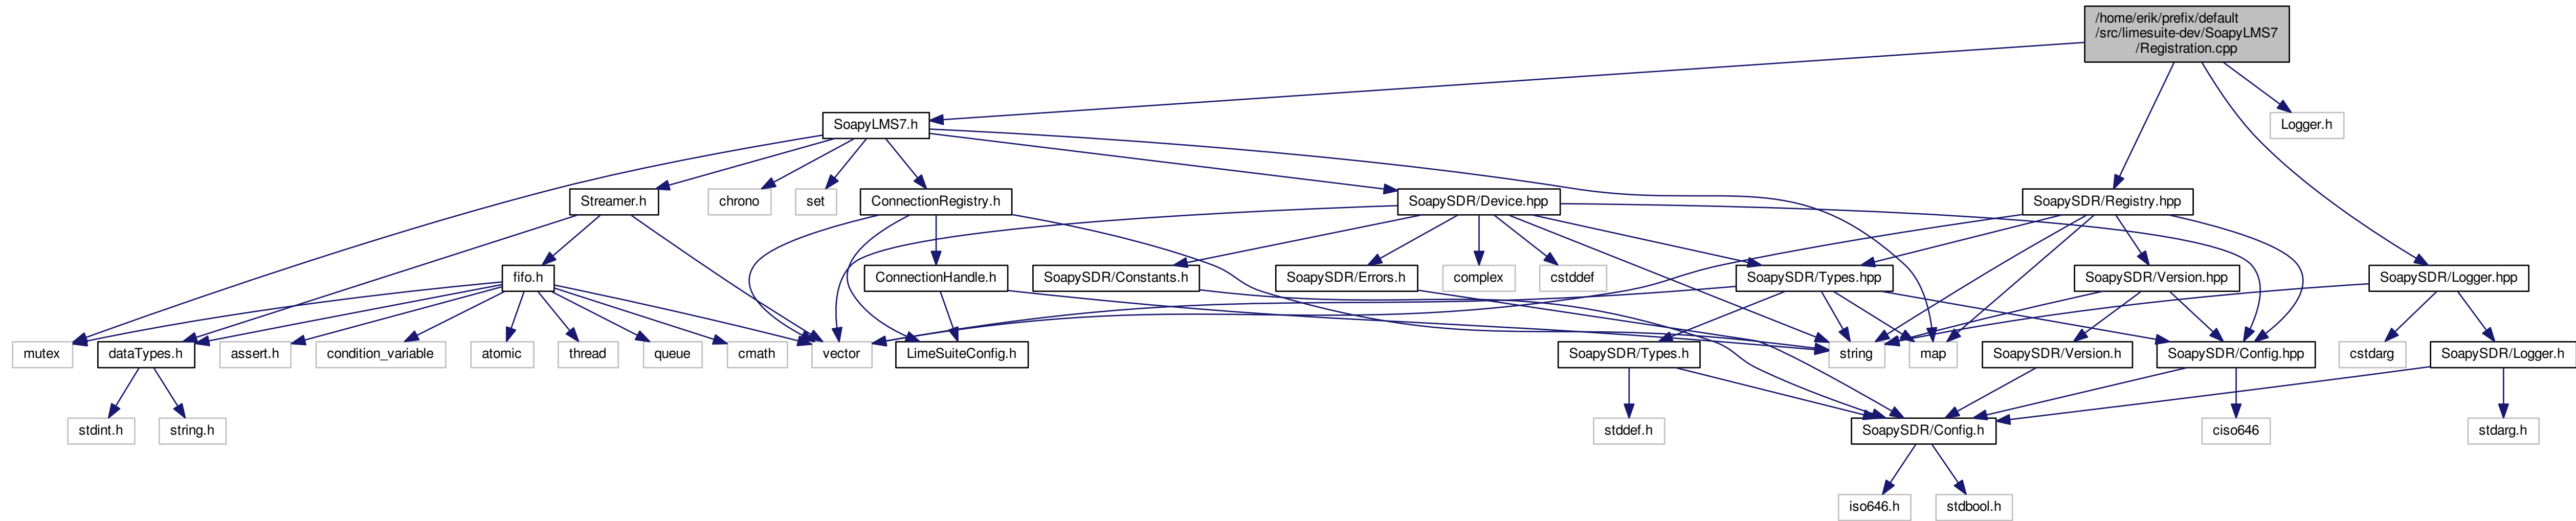 /home/erik/prefix/default
/src/limesuite-dev/SoapyLMS7
/Registration.cpp
SoapyLMS7.h
Logger.h
Streamer.h
chrono
set
ConnectionRegistry.h
SoapySDR/Device.hpp
SoapySDR/Registry.hpp
fifo.h
ConnectionHandle.h
SoapySDR/Constants.h
SoapySDR/Errors.h
complex
cstddef
SoapySDR/Types.hpp
SoapySDR/Version.hpp
SoapySDR/Logger.hpp
mutex
dataTypes.h
assert.h
condition_variable
atomic
thread
queue
cmath
vector
LimeSuiteConfig.h
SoapySDR/Types.h
string
map
SoapySDR/Version.h
SoapySDR/Config.hpp
cstdarg
SoapySDR/Logger.h
stdint.h
string.h
stddef.h
SoapySDR/Config.h
ciso646
stdarg.h
iso646.h
stdbool.h